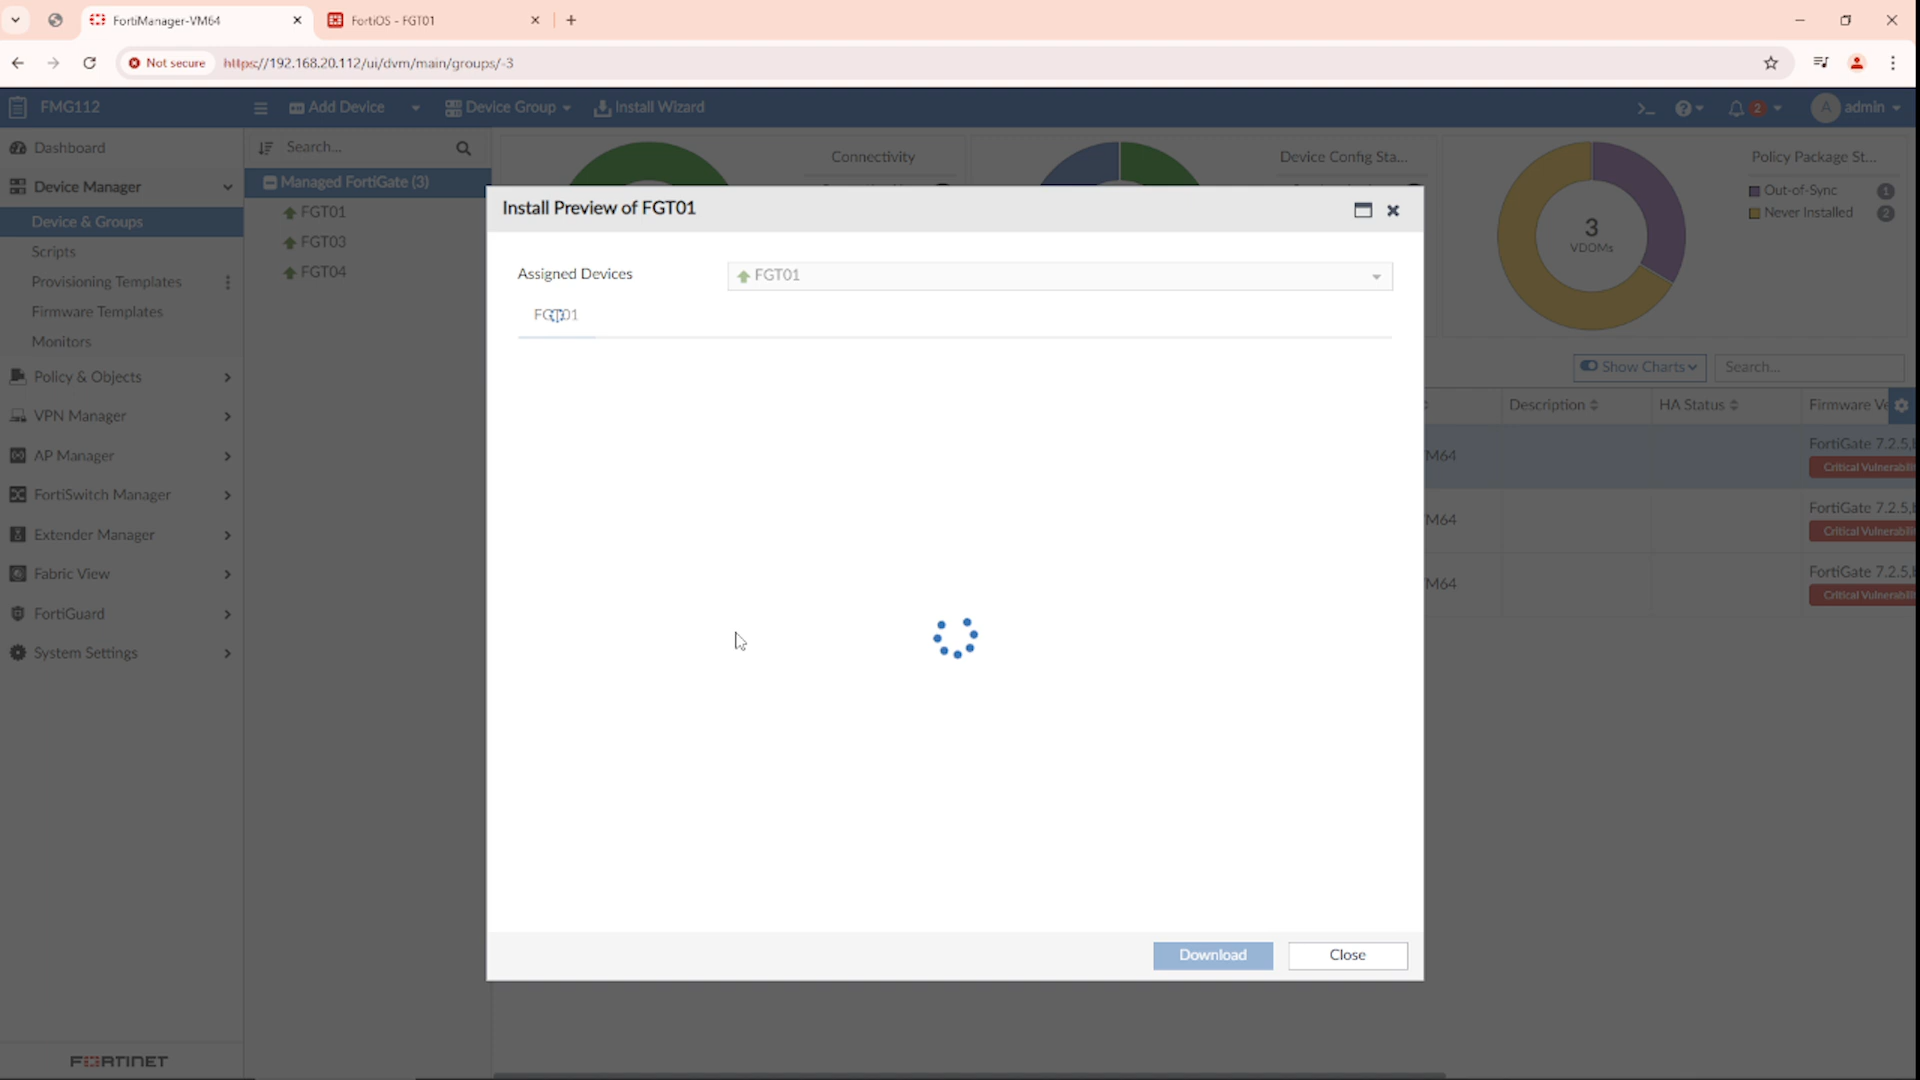 FortiManager-VM64
FortiOS - FGT01
Not secure
https://192.168.20.112/ui/dvm/main/groups/-3
FMG112
Add Device
Device Group
Install Wizard
2
A
admin
Dashboard
Device Manager
Device & Groups
Scripts
Provisioning Templates
Firmware Templates
Monitors
Policy & Objects
VPN Manager
AP Manager
FortiSwitch Manager
Extender Manager
Fabric View
FortiGuard
System Settings
FORTINET
Search...
Managed FortiGate (3)
FGT01
FGT03
FGT04
Connectivity
Device Config Sta...
Policy Package St...
Out-of-Sync 1
Never Installed 2
3
VDOMs
Show Charts
Search...
Description
HA Status
Firmware Ve
M64
FortiGate 7.2.5,
Critical Vulnerabili
M64
FortiGate 7.2.5,
Critical Vulnerabili
M64
FortiGate 7.2.5,
Critical Vulnerabili
Install Preview of FGT01
Assigned Devices
FGT01
FGT01
Download
Close